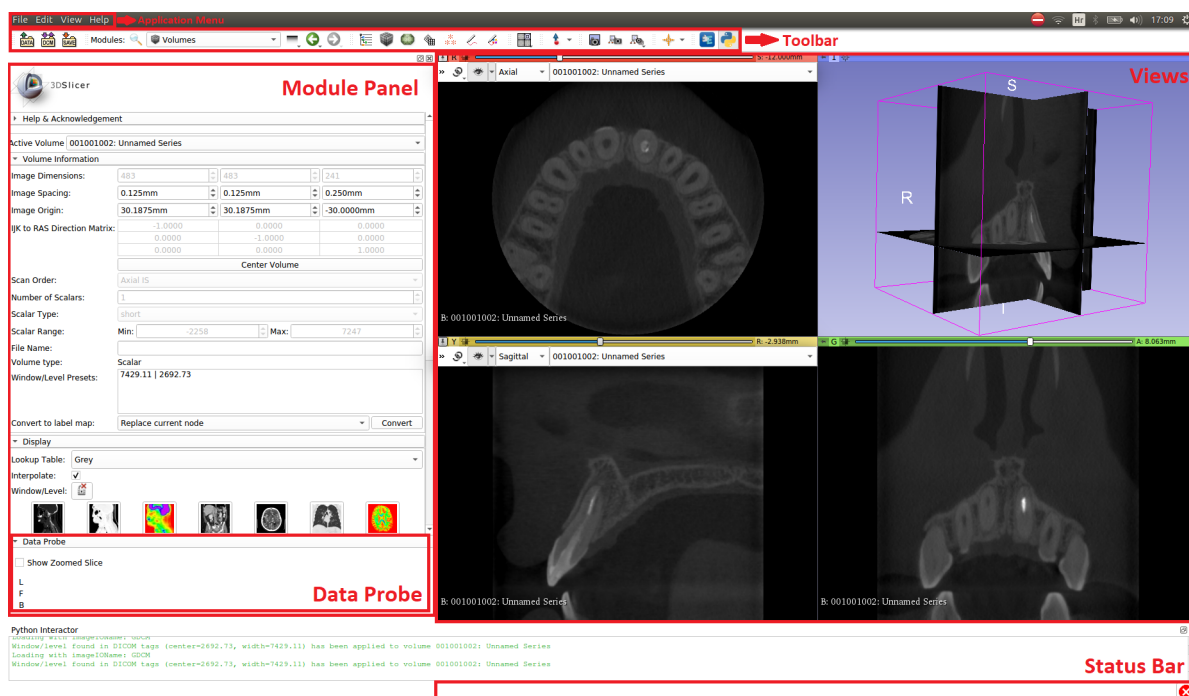 File Edit View Help Application Menu
Hr 17:09
DATA DCM SAVE Modules: Volumes Toolbar
3DSlicer
Module Panel
Help & Acknowledgement
Active Volume 001001002: Unnamed Series
Volume Information
Image Dimensions: 483 483 241
Image Spacing: 0.125mm 0.125mm 0.250mm
Image Origin: 30.1875mm 30.1875mm -30.0000mm
IJK to RAS Direction Matrix: -1.0000 0.0000 0.0000
0.0000 -1.0000 0.0000
0.0000 0.0000 1.0000
Center Volume
Scan Order: Axial IS
Number of Scalars: 1
Scalar Type: short
Scalar Range: Min: -2258 Max: 7247
File Name:
Volume type: Scalar
Window/Level Presets: 7429.11 | 2692.73
Convert to label map: Replace current node Convert
Display
Lookup Table: Grey
Interpolate:
Window/Level:
Data Probe
Show Zoomed Slice
L
F
B
Data Probe
R S: -12.000mm
Axial 001001002: Unnamed Series
B: 001001002: Unnamed Series
1
Views
S
R
I
Y R: -2.938mm
Sagittal 001001002: Unnamed Series
B: 001001002: Unnamed Series
G A: 8.063mm
B: 001001002: Unnamed Series
Python Interactor
Loading with imageIOName: GDCM
Window/level found in DICOM tags (center=2692.73, width=7429.11) has been applied to volume 001001002: Unnamed Series
Loading with imageIOName: GDCM
Window/level found in DICOM tags (center=2692.73, width=7429.11) has been applied to volume 001001002: Unnamed Series
Status Bar